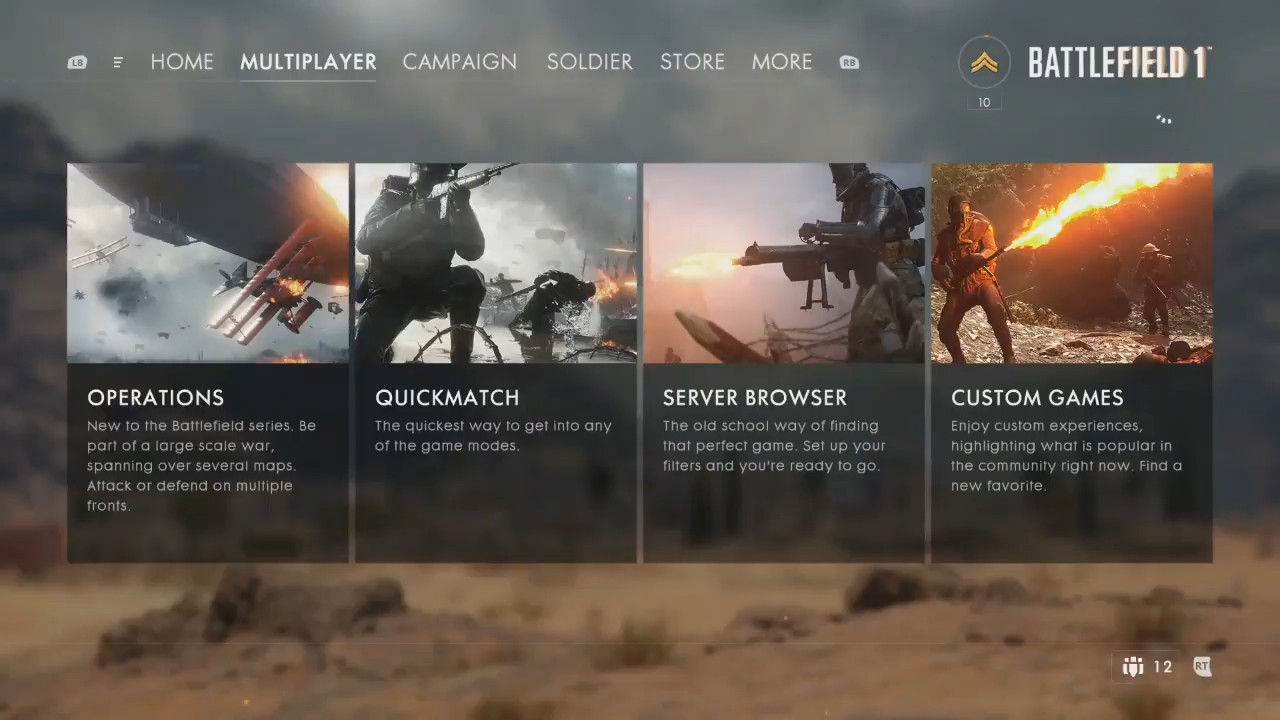 LB HOME MULTIPLAYER CAMPAIGN SOLDIER STORE MORE RB
BATTLEFIELD 1™
10
OPERATIONS
New to the Battlefield series. Be
part of a large scale war,
spanning over several maps.
Attack or defend on multiple
fronts.
QUICKMATCH
The quickest way to get into any
of the game modes.
SERVER BROWSER
The old school way of finding
that perfect game. Set up your
filters and you're ready to go.
CUSTOM GAMES
Enjoy custom experiences,
highlighting what is popular in
the community right now. Find a
new favorite.
12 RT